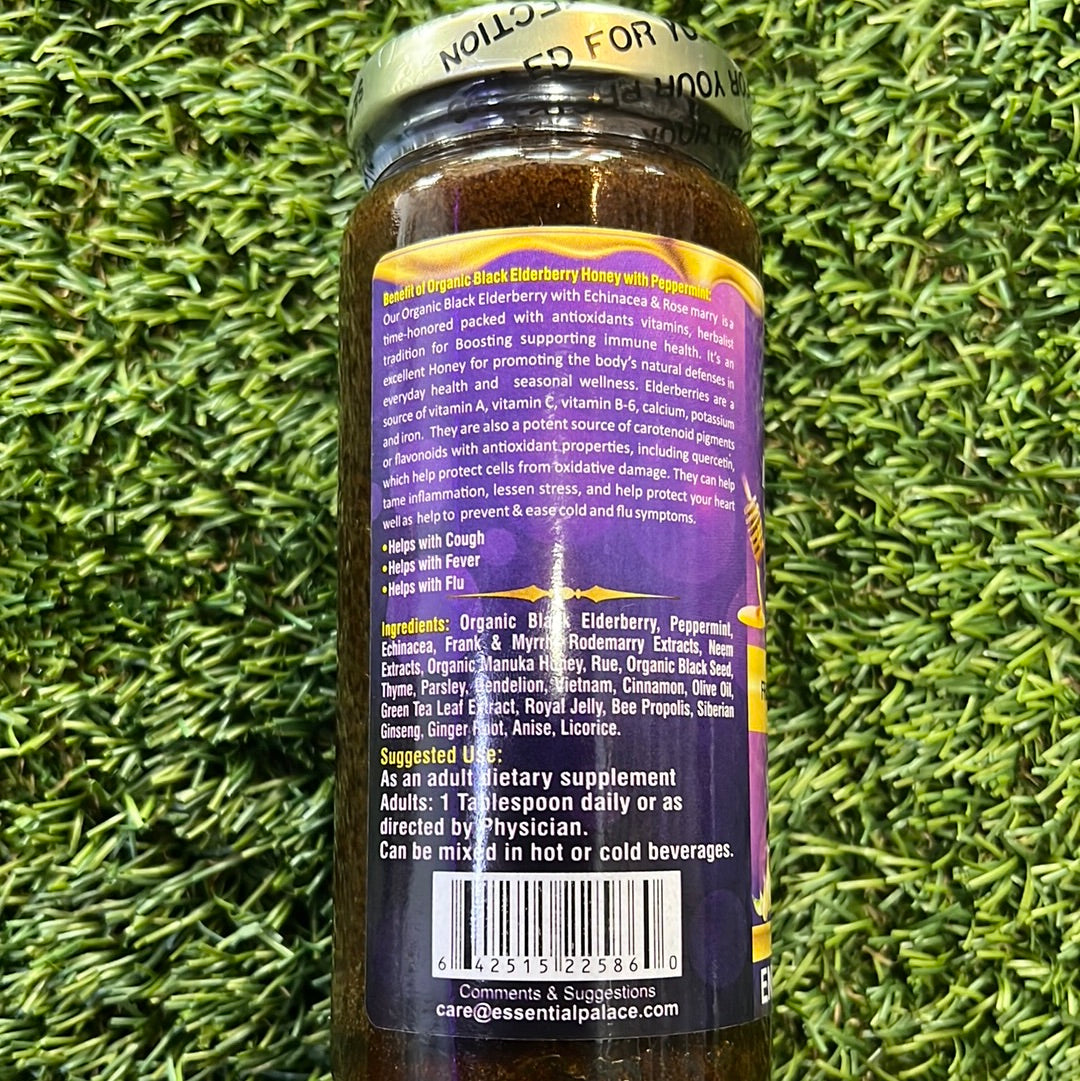 NOITC ECTION
ED FOR YO
FOR YOUR
YOUR PRO
Benefit of Organic Black Elderberry Honey with Peppermint:
Our Organic Black Elderberry with Echinacea & Rose marry is a
time-honored packed with antioxidants vitamins, herbalist
tradition for Boosting supporting immune health. It's an
excellent Honey for promoting the body's natural defenses in
everyday health and seasonal wellness. Elderberries are a
source of vitamin A, vitamin C, vitamin B-6, calcium, potassium
and iron. They are also a potent source of carotenoid pigments
or flavonoids with antioxidant properties, including quercetin,
which help protect cells from oxidative damage. They can help
tame inflammation, lessen stress, and help protect your heart
well as help to prevent & ease cold and flu symptoms.
•Helps with Cough
•Helps with Fever
•Helps with Flu
Ingredients: Organic Black Elderberry, Peppermint,
Echinacea, Frank & Myrrh, Rodemarry Extracts, Neem
Extracts, Organic Manuka Honey, Rue, Organic Black Seed,
Thyme, Parsley, Dendelion, Vietnam, Cinnamon, Olive Oil,
Green Tea Leaf Extract, Royal Jelly, Bee Propolis, Siberian
Ginseng, Ginger Root, Anise, Licorice.
Suggested Use:
As an adult dietary supplement
Adults: 1 Tablespoon daily or as
directed by Physician.
Can be mixed in hot or cold beverages.
6 42515 22586 0
Comments & Suggestions
care@essentialpalace.com